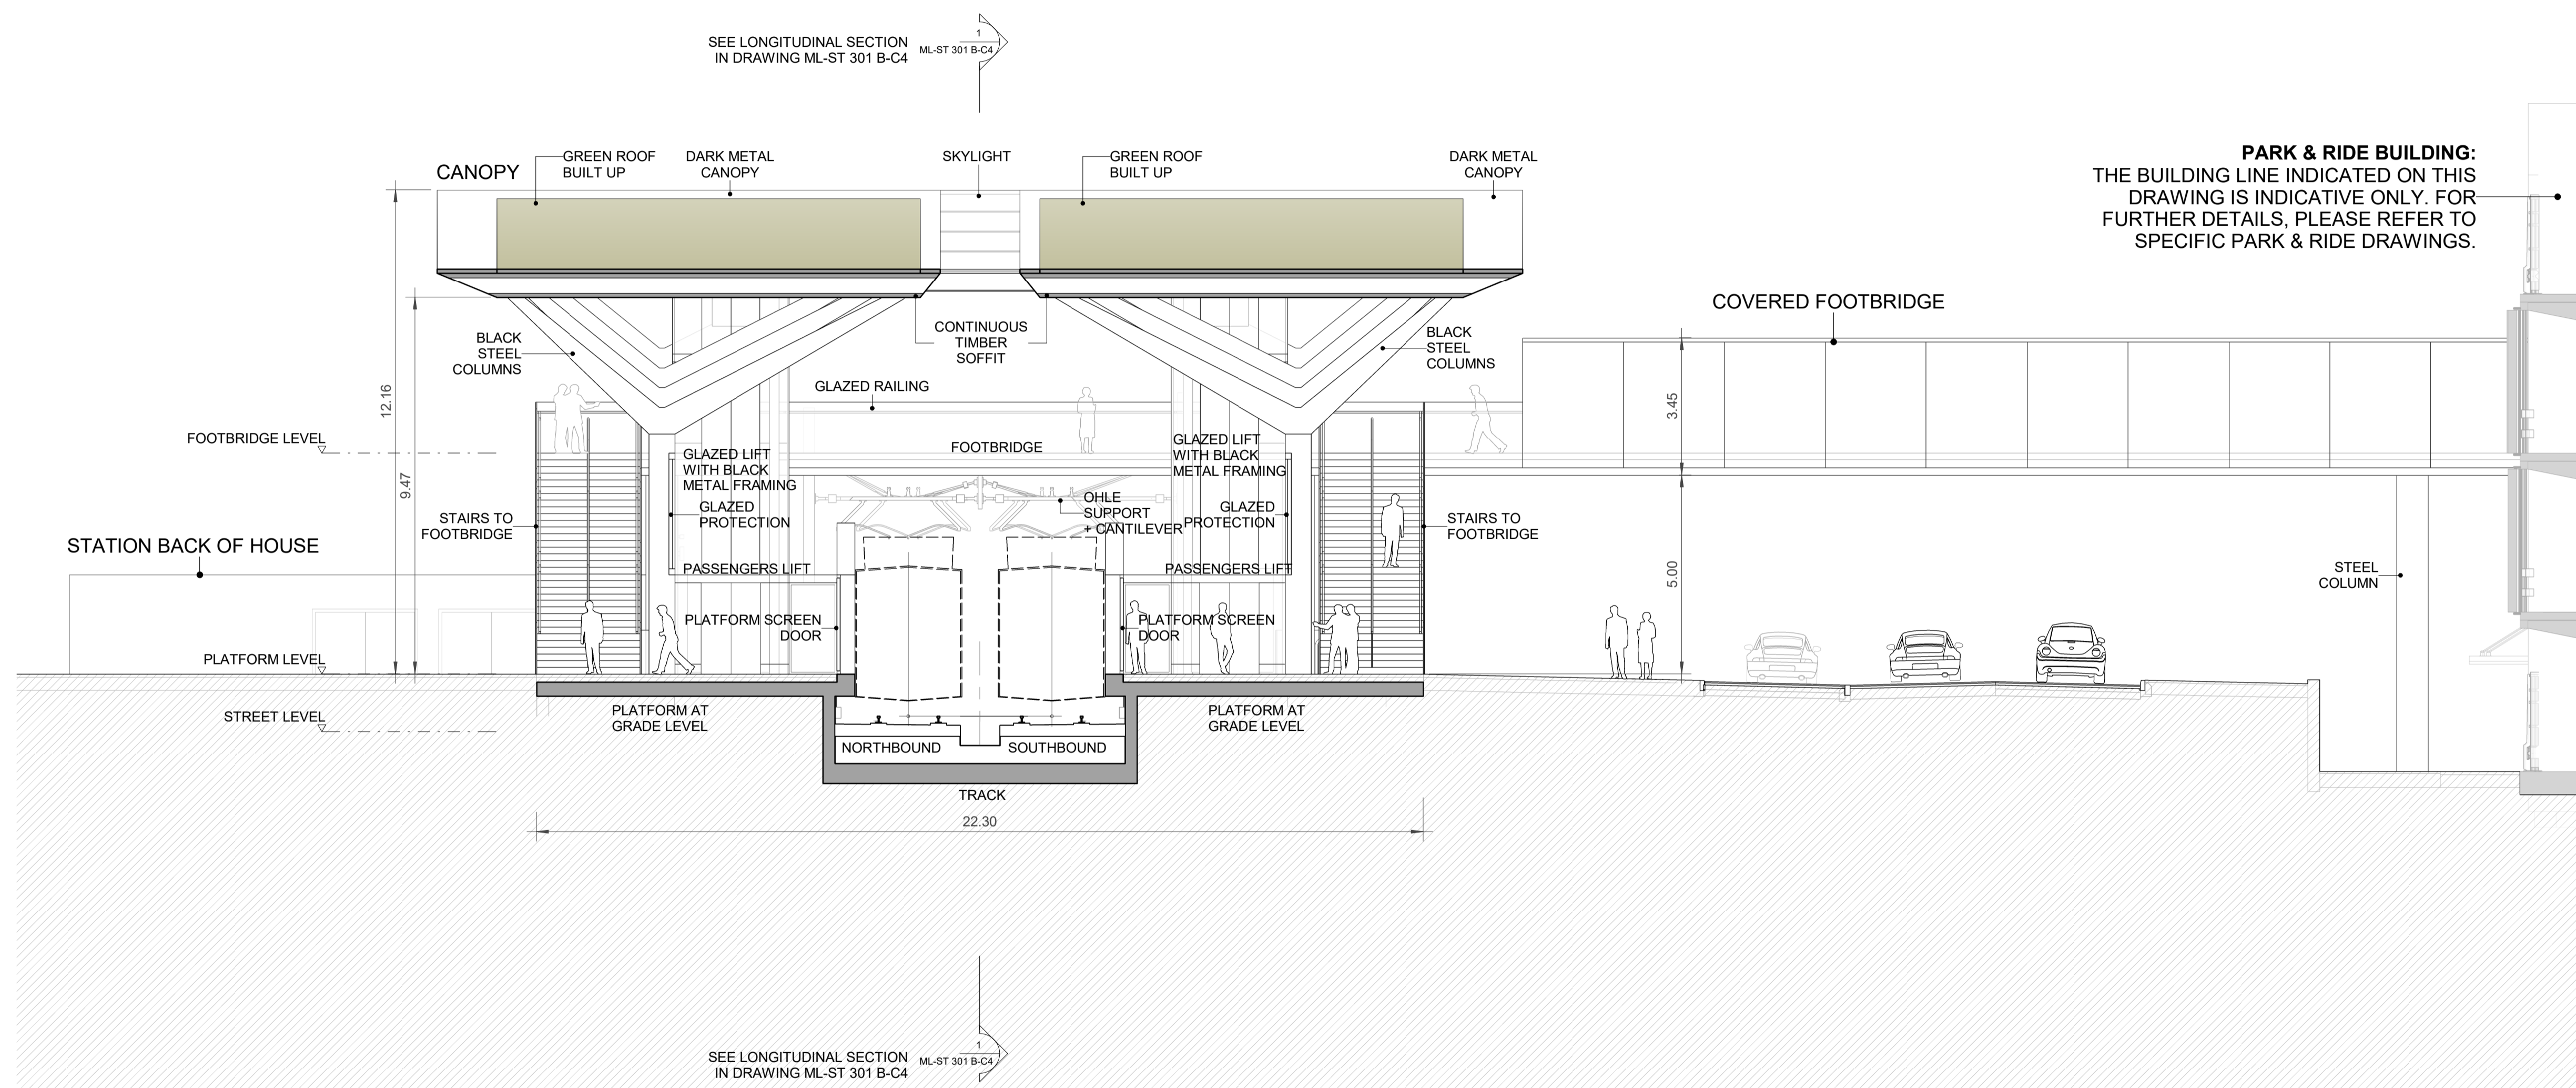 SEE LONGITUDINAL SECTION
IN DRAWING ML-ST 301 B-C4
1
ML-ST 301 B-C4
PARK & RIDE BUILDING:
THE BUILDING LINE INDICATED ON THIS
DRAWING IS INDICATIVE ONLY. FOR
FURTHER DETAILS, PLEASE REFER TO
SPECIFIC PARK & RIDE DRAWINGS.
CANOPY
GREEN ROOF
BUILT UP
DARK METAL
CANOPY
SKYLIGHT
GREEN ROOF
BUILT UP
DARK METAL
CANOPY
COVERED FOOTBRIDGE
BLACK
STEEL
COLUMNS
CONTINUOUS
TIMBER
SOFFIT
BLACK
STEEL
COLUMNS
GLAZED RAILING
12.16
9.47
3.45
5.00
FOOTBRIDGE LEVEL
FOOTBRIDGE
GLAZED LIFT
WITH BLACK
METAL FRAMING
GLAZED LIFT
WITH BLACK
METAL FRAMING
GLAZED
PROTECTION
OHLE
SUPPORT
+ CANTILEVER
GLAZED
PROTECTION
STAIRS TO
FOOTBRIDGE
STAIRS TO
FOOTBRIDGE
STATION BACK OF HOUSE
PASSENGERS LIFT
PASSENGERS LIFT
STEEL
COLUMN
PLATFORM SCREEN
DOOR
PLATFORM SCREEN
DOOR
PLATFORM LEVEL
STREET LEVEL
PLATFORM AT
GRADE LEVEL
PLATFORM AT
GRADE LEVEL
NORTHBOUND
SOUTHBOUND
TRACK
22.30
SEE LONGITUDINAL SECTION
IN DRAWING ML-ST 301 B-C4
1
ML-ST 301 B-C4